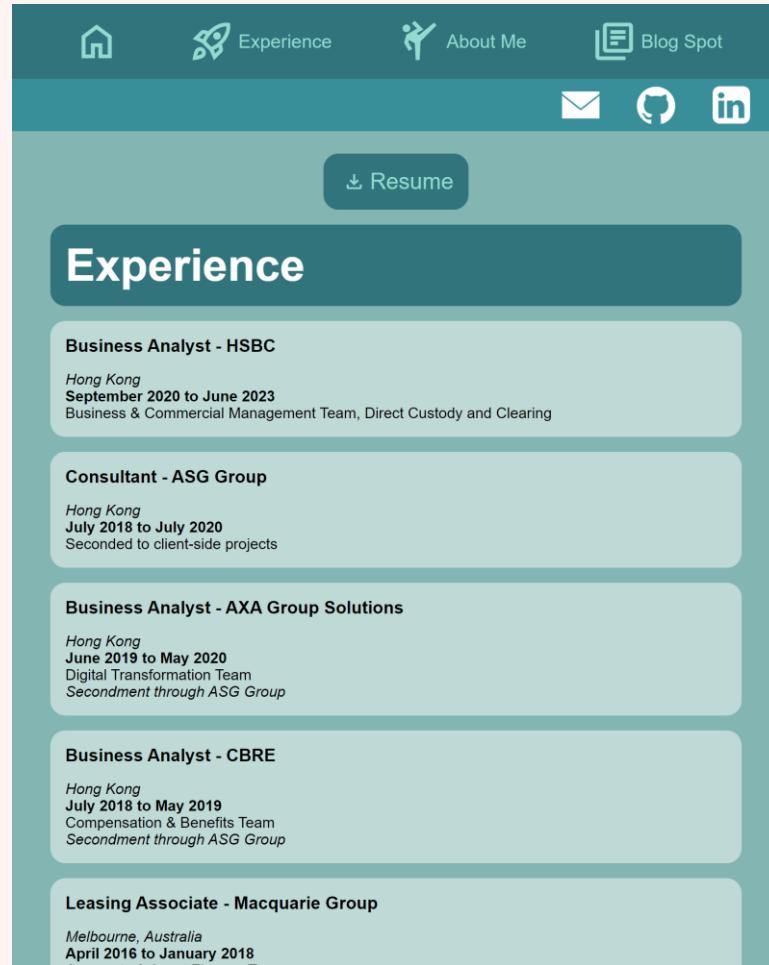 Experience
About Me
Blog Spot
in
Resume
Experience
Business Analyst - HSBC
Hong Kong
September 2020 to June 2023
Business & Commercial Management Team, Direct Custody and Clearing
Consultant - ASG Group
Hong Kong
July 2018 to July 2020
Seconded to client-side projects
Business Analyst - AXA Group Solutions
Hong Kong
June 2019 to May 2020
Digital Transformation Team
Secondment through ASG Group
Business Analyst - CBRE
Hong Kong
July 2018 to May 2019
Compensation & Benefits Team
Secondment through ASG Group
Leasing Associate - Macquarie Group
Melbourne, Australia
April 2016 to January 2018